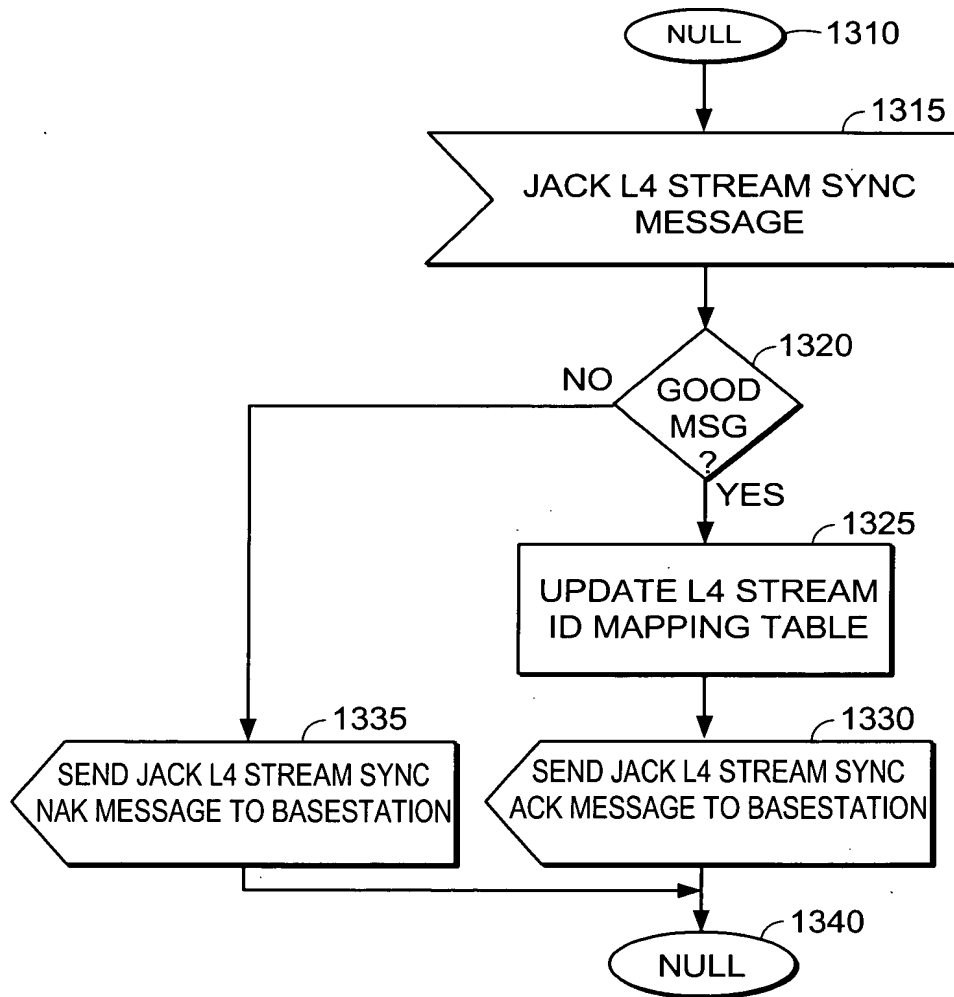 NULL
1310
1315
JACK L4 STREAM SYNC
MESSAGE
1320
NO
GOOD
MSG
?
YES
1325
UPDATE L4 STREAM
ID MAPPING TABLE
1335
SEND JACK L4 STREAM SYNC
NAK MESSAGE TO BASESTATION
1330
SEND JACK L4 STREAM SYNC
ACK MESSAGE TO BASESTATION
1340
NULL